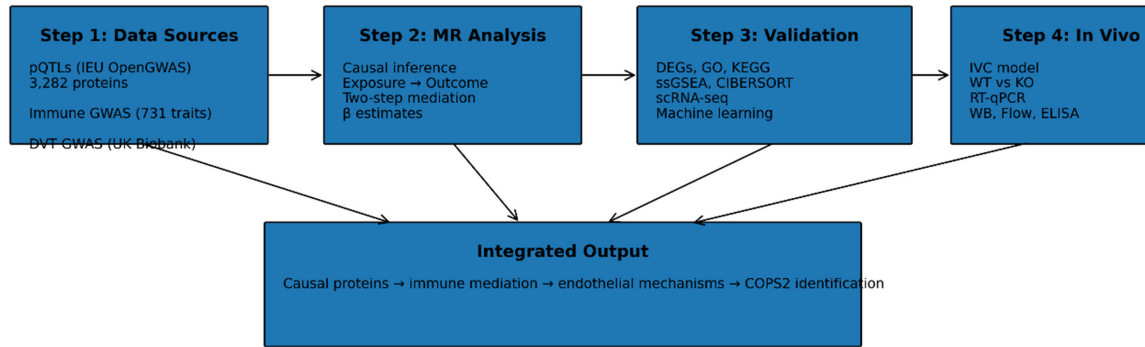 Step 1: Data Sources
pQTLs (IEU OpenGWAS)
3,282 proteins
Immune GWAS (731 traits)
DVT GWAS (UK Biobank)
Step 2: MR Analysis
Causal inference
Exposure → Outcome
Two-step mediation
β estimates
Step 3: Validation
DEGs, GO, KEGG
ssGSEA, CIBERSORT
scRNA-seq
Machine learning
Step 4: In Vivo
IVC model
WT vs KO
RT-qPCR
WB, Flow, ELISA
Integrated Output
Causal proteins → immune mediation → endothelial mechanisms → COPS2 identification